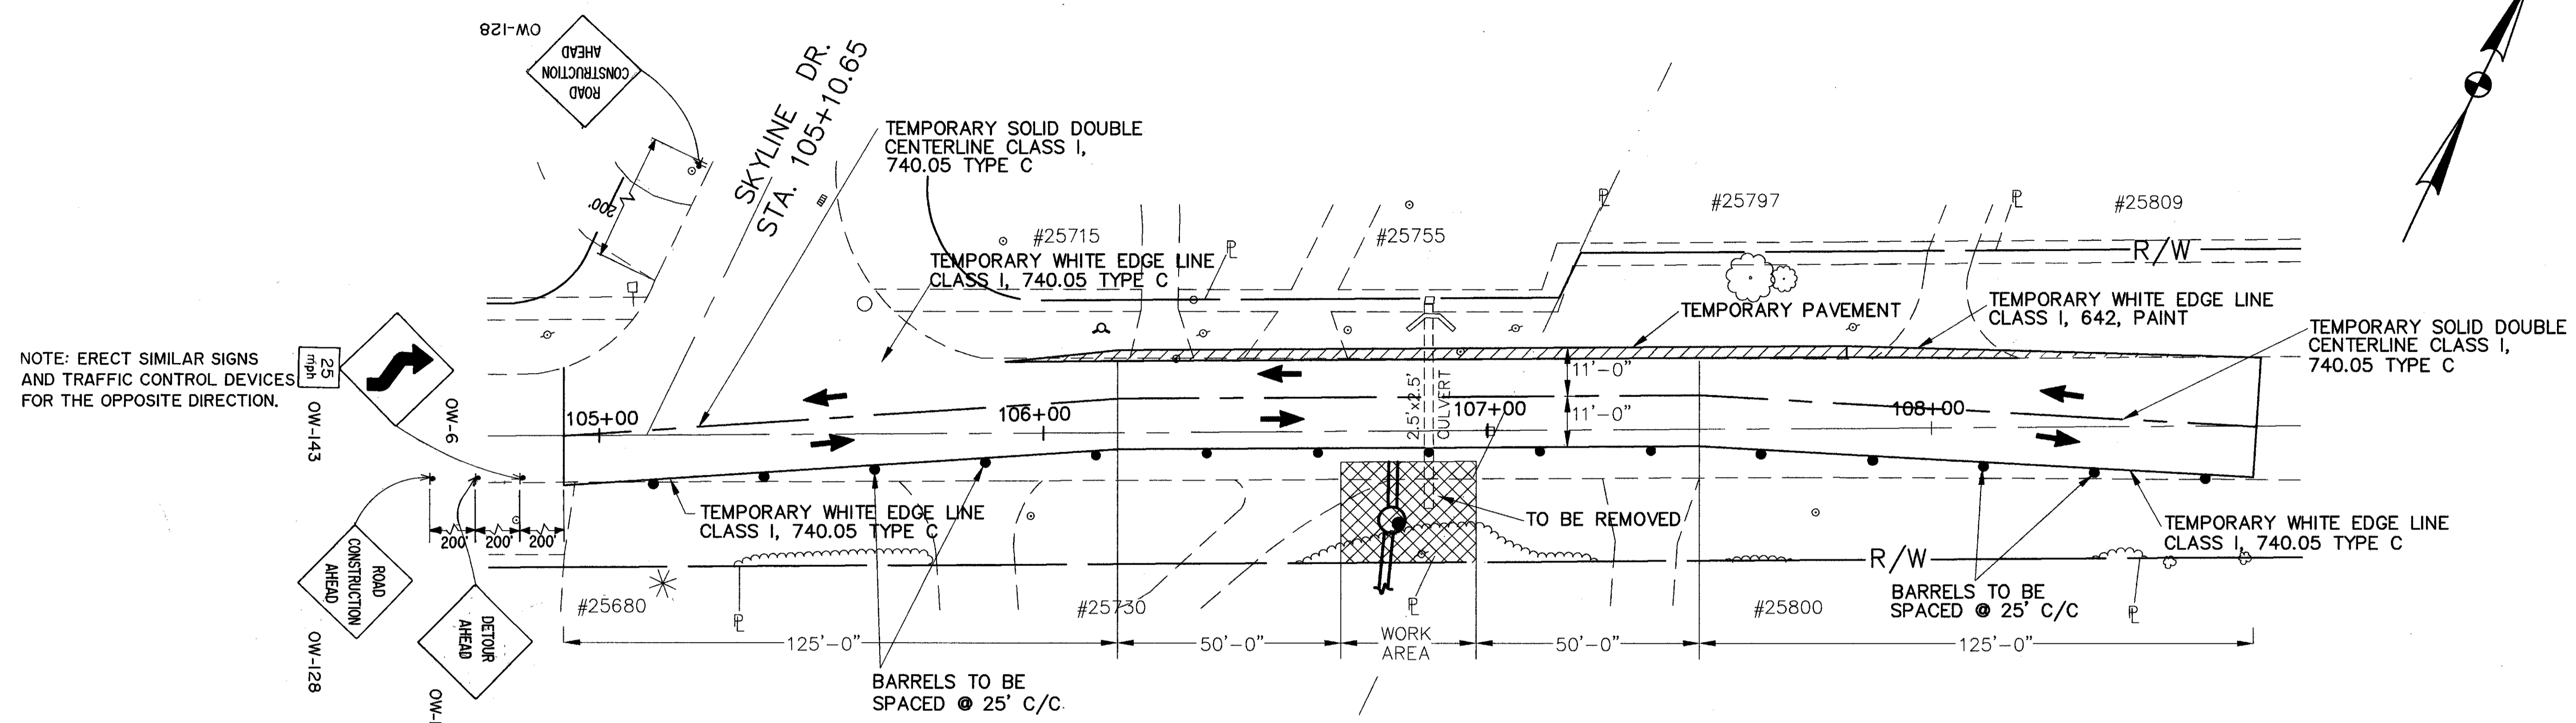 OW-128
ROAD
CONSTRUCTION
AHEAD
SKYLINE DR.
STA. 105+10.65
200'
TEMPORARY SOLID DOUBLE
CENTERLINE CLASS I,
740.05 TYPE C
#25715
#25755
#25797
#25809
TEMPORARY WHITE EDGE LINE
CLASS I, 740.05 TYPE C
R/W
TEMPORARY PAVEMENT
TEMPORARY WHITE EDGE LINE
CLASS I, 642, PAINT
TEMPORARY SOLID DOUBLE
CENTERLINE CLASS I,
740.05 TYPE C
NOTE: ERECT SIMILAR SIGNS
AND TRAFFIC CONTROL DEVICES
FOR THE OPPOSITE DIRECTION.
25
mph
OW-143
OW-6
105+00
106+00
107+00
108+00
11'-0"
11'-0"
2.5'x2.5'
CULVERT
200'
200'
200'
TEMPORARY WHITE EDGE LINE
CLASS I, 740.05 TYPE C
TO BE REMOVED
TEMPORARY WHITE EDGE LINE
CLASS I, 740.05 TYPE C
R/W
ROAD
CONSTRUCTION
AHEAD
OW-128
DETOUR
AHEAD
#25680
#25730
#25800
BARRELS TO BE
SPACED @ 25' C/C
125'-0"
50'-0"
WORK
AREA
50'-0"
125'-0"
BARRELS TO BE
SPACED @ 25' C/C